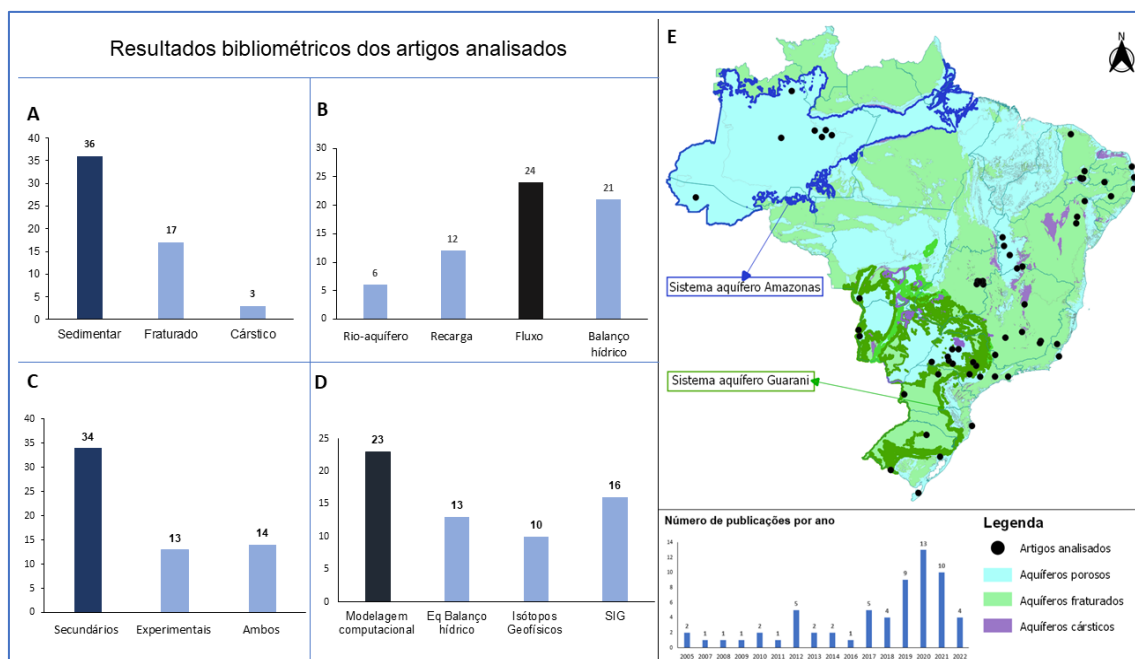 Resultados bibliométricos dos artigos analisados
A
40
35
30
25
20
15
10
5
0
36
17
3
Sedimentar
Fraturado
Cárstico
B
30
20
10
0
6
12
24
21
Rio-aquífero
Recarga
Fluxo
Balanço
hídrico
C
40
35
30
25
20
15
10
5
0
34
13
14
Secundários
Experimentais
Ambos
D
25
20
15
10
5
0
23
13
10
16
Modelagem
computacional
Eq Balanço
hídrico
Isótopos
Geofísicos
SIG
E
N
Sistema aquífero Amazonas
Sistema aquífero Guarani
Número de publicações por ano
14
12
10
8
6
4
2
0
2
1
1
1
2
1
5
2
2
1
5
4
9
13
10
4
2005 2007 2008 2009 2010 2011 2012 2013 2014 2016 2017 2018 2019 2020 2021 2022
Legenda
Artigos analisados
Aquíferos porosos
Aquíferos fraturados
Aquíferos cársticos